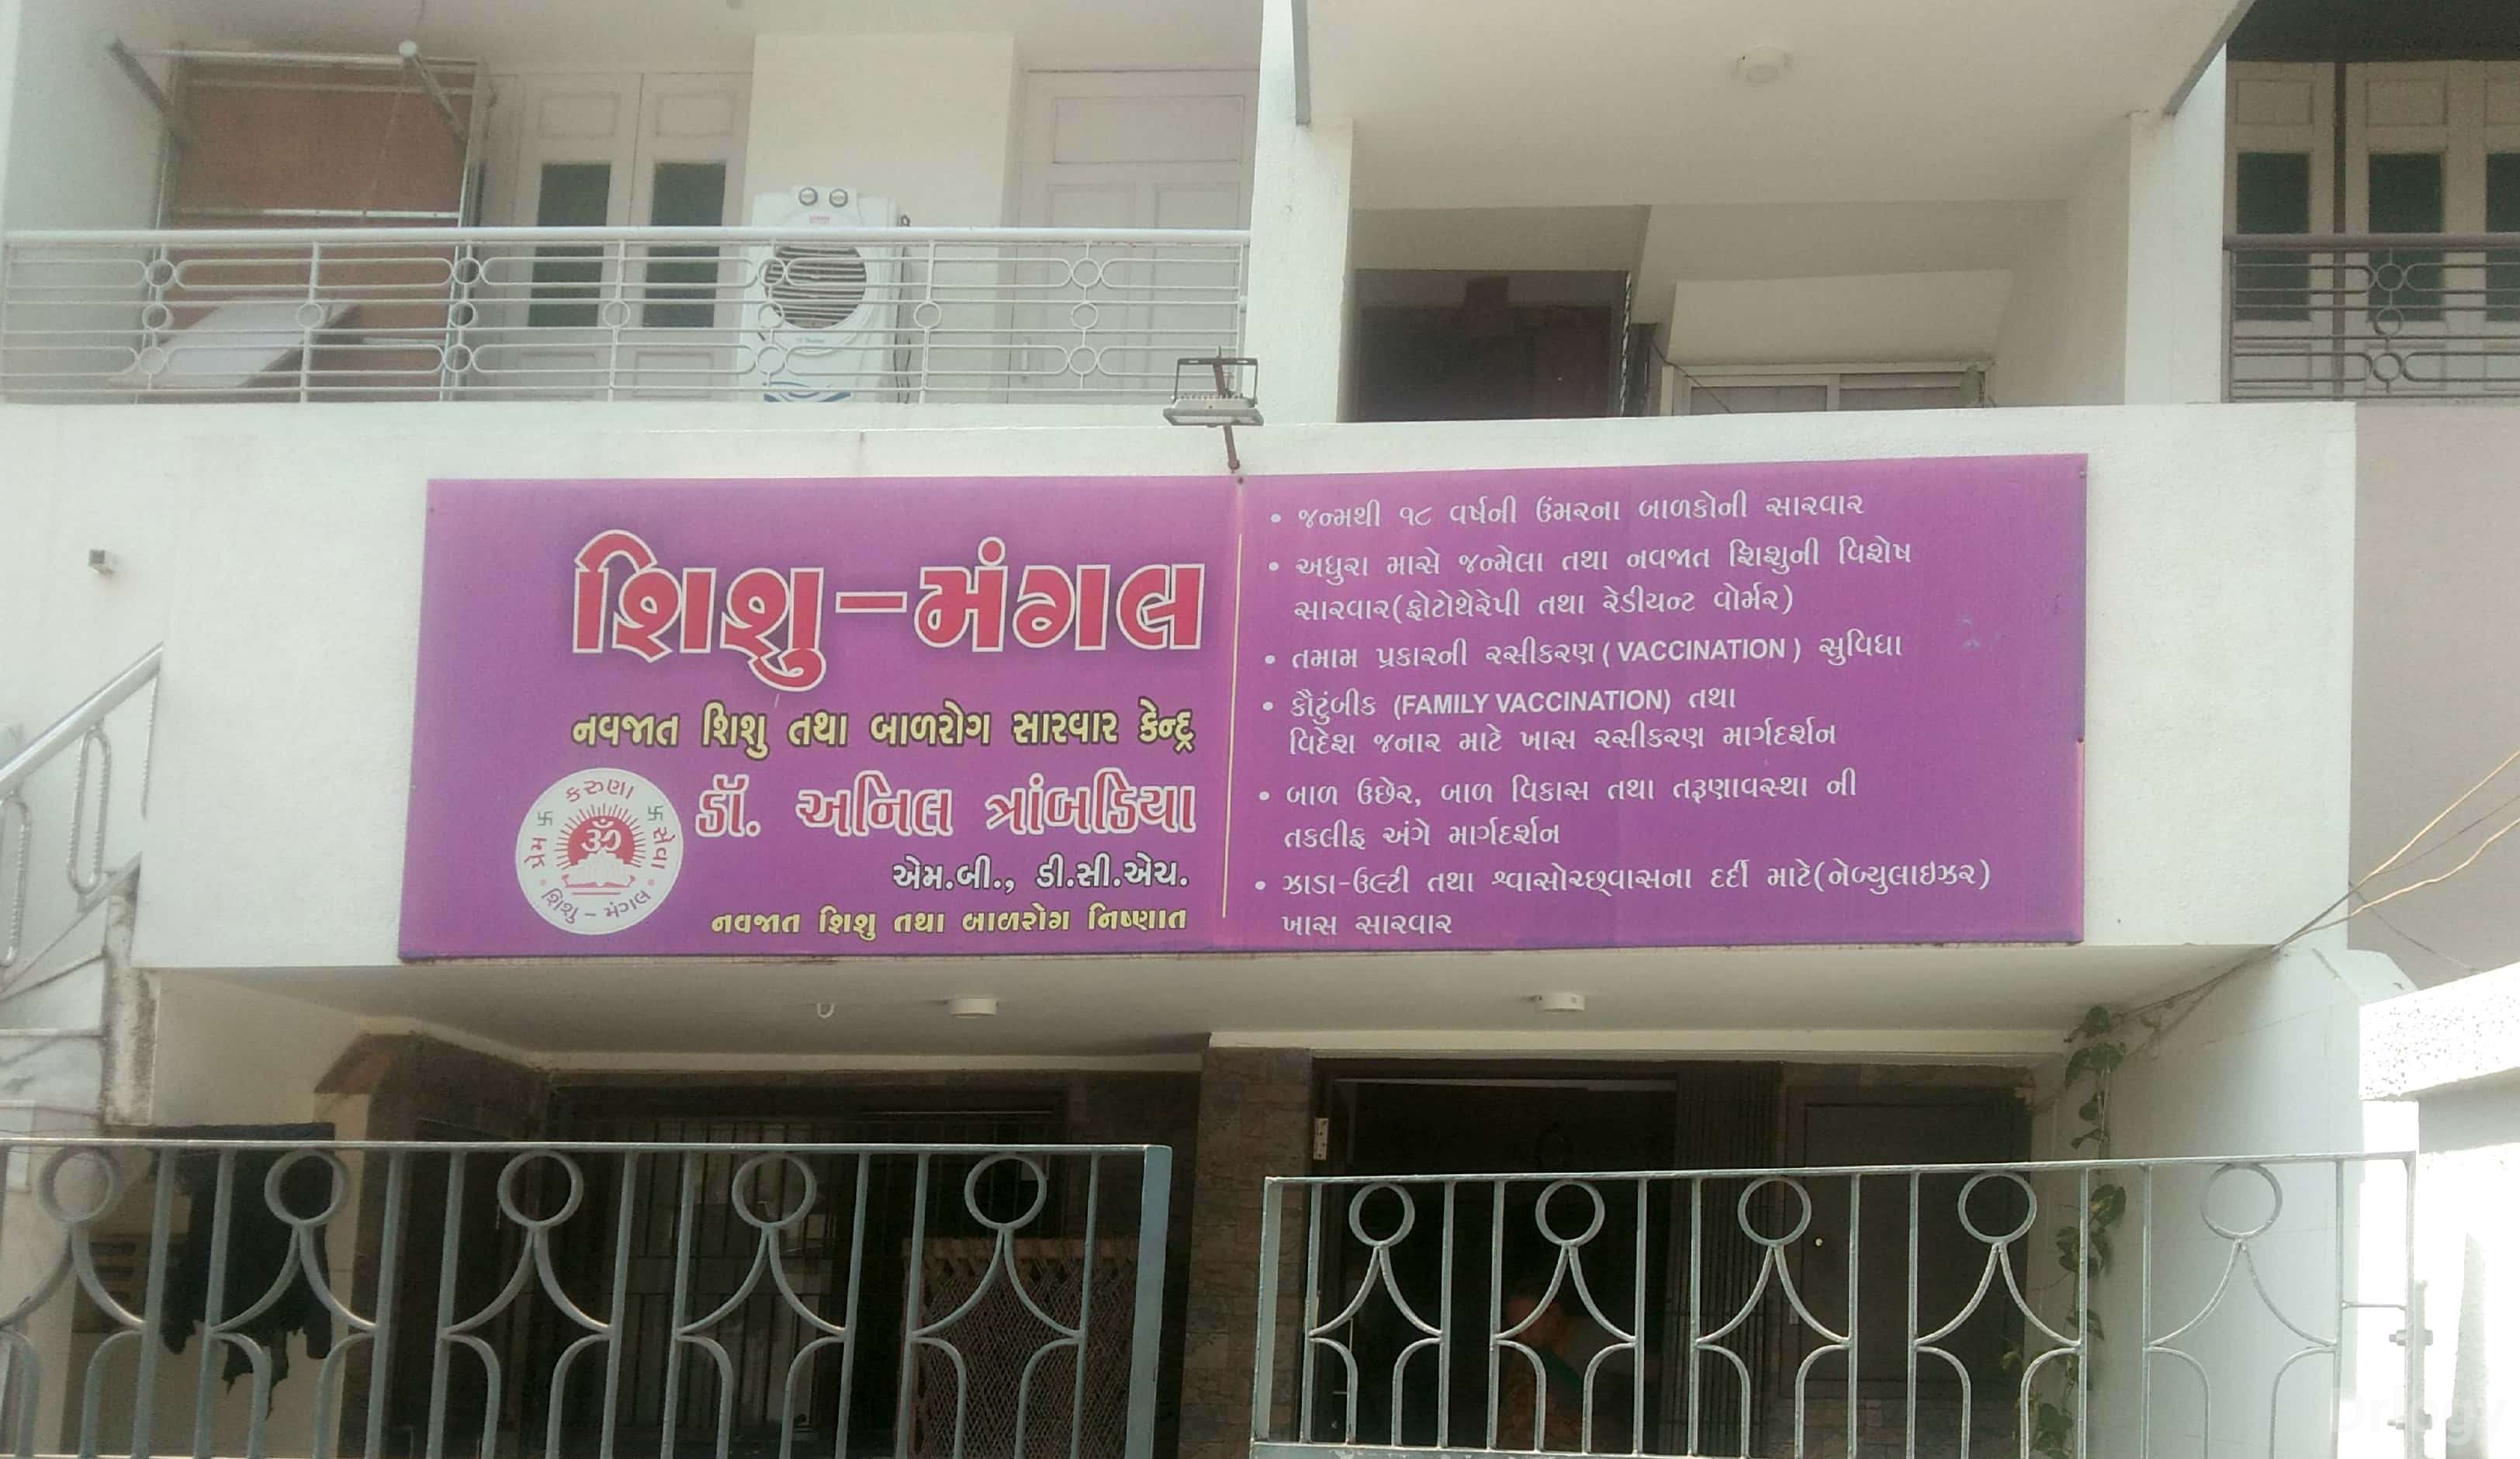 શિશુ-મંગલ
નવજાત શિશુ તથા બાળરોગ સારવાર કેન્દ્ર
ડૉ. અનિલ ત્રાંબડિયા
એમ.બી., ડી.સી.એચ.
નવજાત શિશુ તથા બાળરોગ નિષ્ણાત
કરુણા
પ્રેમ
ૐ
સેવા
શિશુ - મંગલ
• જન્મથી ૧૮ વર્ષની ઉંમરના બાળકોની સારવાર
• અધુરા માસે જન્મેલા તથા નવજાત શિશુની વિશેષ
સારવાર(ફોટોથેરેપી તથા રેડીયન્ટ વોર્મર)
• તમામ પ્રકારની રસીકરણ ( VACCINATION ) સુવિધા
• કૌટુંબીક (FAMILY VACCINATION) તથા
વિદેશ જનાર માટે ખાસ રસીકરણ માર્ગદર્શન
• બાળ ઉછેર, બાળ વિકાસ તથા તરૂણાવસ્થા ની
તકલીફ અંગે માર્ગદર્શન
• ઝાડા-ઉલ્ટી તથા શ્વાસોચ્છ્વાસના દર્દી માટે(નેબ્યુલાઇઝર)
ખાસ સારવાર